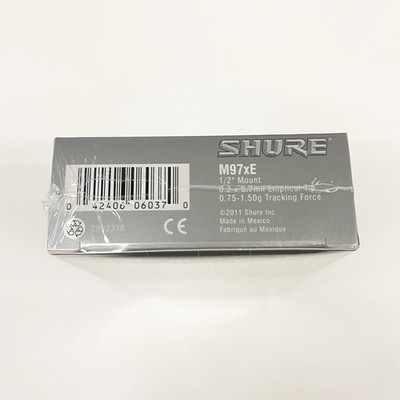 SHURE
M97xE
1/2" Mount
0.2 x 0.7mil Elliptical Tip
0.75-1.50g Tracking Force
©2011 Shure Inc.
Made in Mexico
Fabriqué au Mexique
0 42406 06037 0
CE